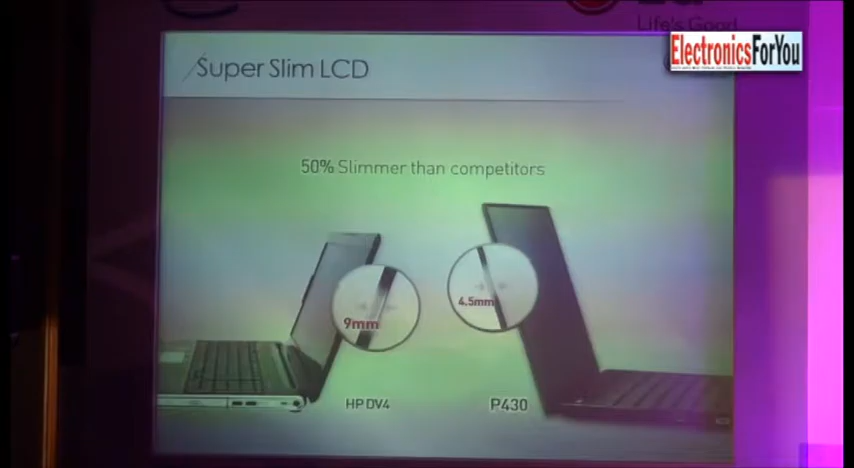 Life's Good
ElectronicsForYou
Super Slim LCD
50% Slimmer than competitors
9mm
4.5mm
HP DV4
P430